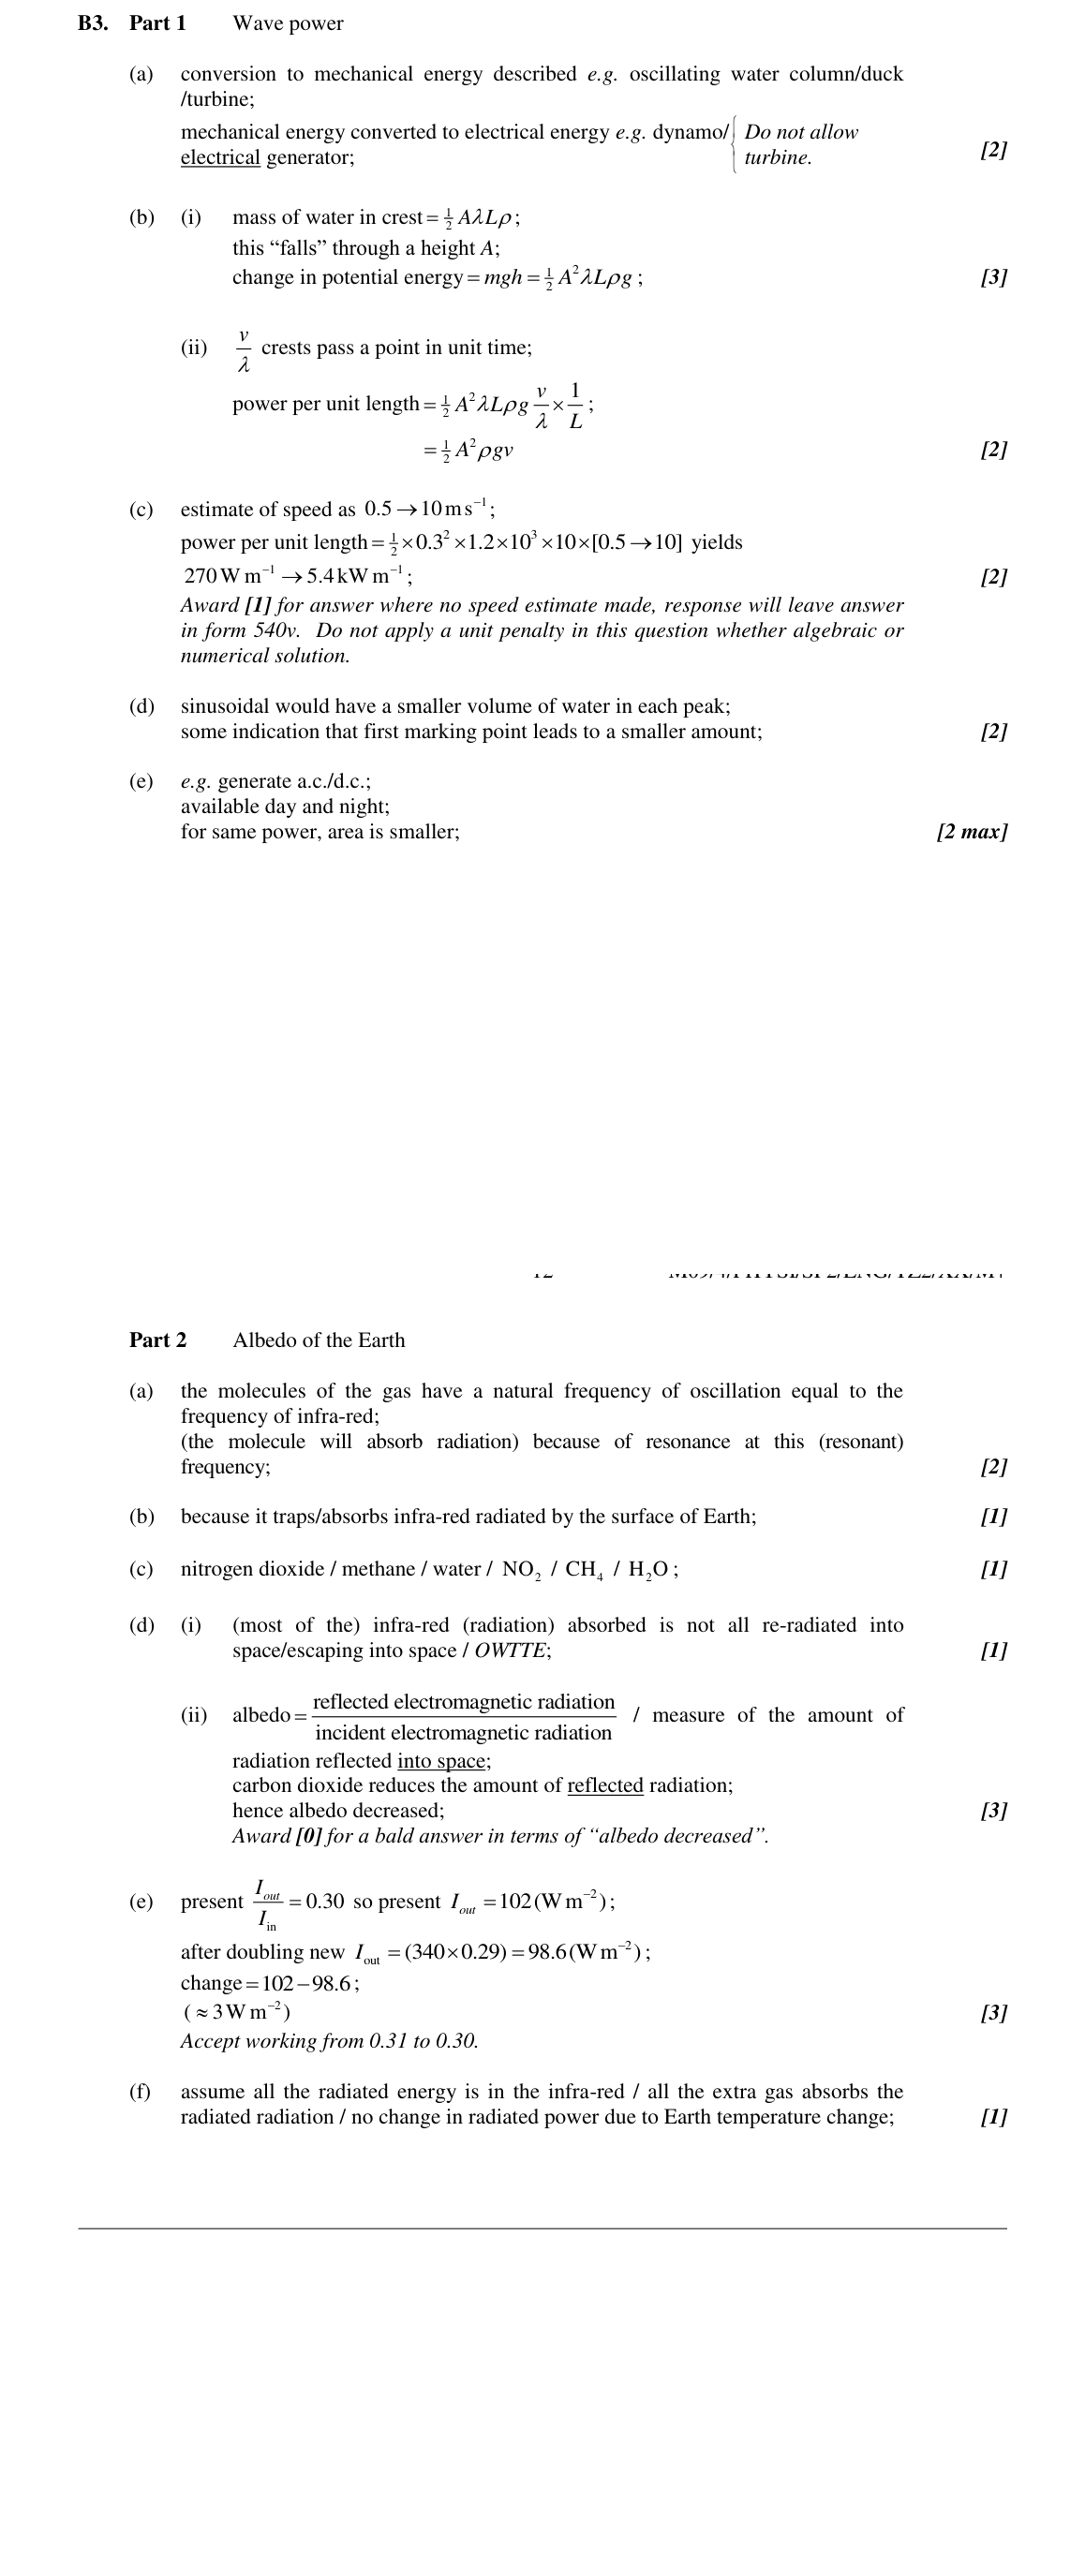 B3. Part 1 Wave power
(a) conversion to mechanical energy described e.g. oscillating water column/duck
/turbine;
mechanical energy converted to electrical energy e.g. dynamo/ { Do not allow
electrical generator; turbine. [2]
(b) (i) mass of water in crest = ½ AλLρ;
this “falls” through a height A;
change in potential energy = mgh = ½ A²λLρg ; [3]
(ii) v/λ crests pass a point in unit time;
power per unit length = ½ A²λLρg v/λ × 1/L ;
= ½ A²ρgv [2]
(c) estimate of speed as 0.5 → 10 m s⁻¹ ;
power per unit length = ½ × 0.3² × 1.2 × 10³ × 10 × [0.5 → 10] yields
270 W m⁻¹ → 5.4 kW m⁻¹ ; [2]
Award [1] for answer where no speed estimate made, response will leave answer
in form 540v. Do not apply a unit penalty in this question whether algebraic or
numerical solution.
(d) sinusoidal would have a smaller volume of water in each peak;
some indication that first marking point leads to a smaller amount; [2]
(e) e.g. generate a.c./d.c.;
available day and night;
for same power, area is smaller; [2 max]
Part 2 Albedo of the Earth
(a) the molecules of the gas have a natural frequency of oscillation equal to the
frequency of infra-red;
(the molecule will absorb radiation) because of resonance at this (resonant)
frequency; [2]
(b) because it traps/absorbs infra-red radiated by the surface of Earth; [1]
(c) nitrogen dioxide / methane / water / NO₂ / CH₄ / H₂O ; [1]
(d) (i) (most of the) infra-red (radiation) absorbed is not all re-radiated into
space/escaping into space / OWTTE; [1]
(ii) albedo = reflected electromagnetic radiation / incident electromagnetic radiation / measure of the amount of
radiation reflected into space;
carbon dioxide reduces the amount of reflected radiation;
hence albedo decreased; [3]
Award [0] for a bald answer in terms of “albedo decreased”.
(e) present I_out / I_in = 0.30 so present I_out = 102 (W m⁻²) ;
after doubling new I_out = (340 × 0.29) = 98.6 (W m⁻²) ;
change = 102 − 98.6 ;
( ≈ 3 W m⁻² ) [3]
Accept working from 0.31 to 0.30.
(f) assume all the radiated energy is in the infra-red / all the extra gas absorbs the
radiated radiation / no change in radiated power due to Earth temperature change; [1]